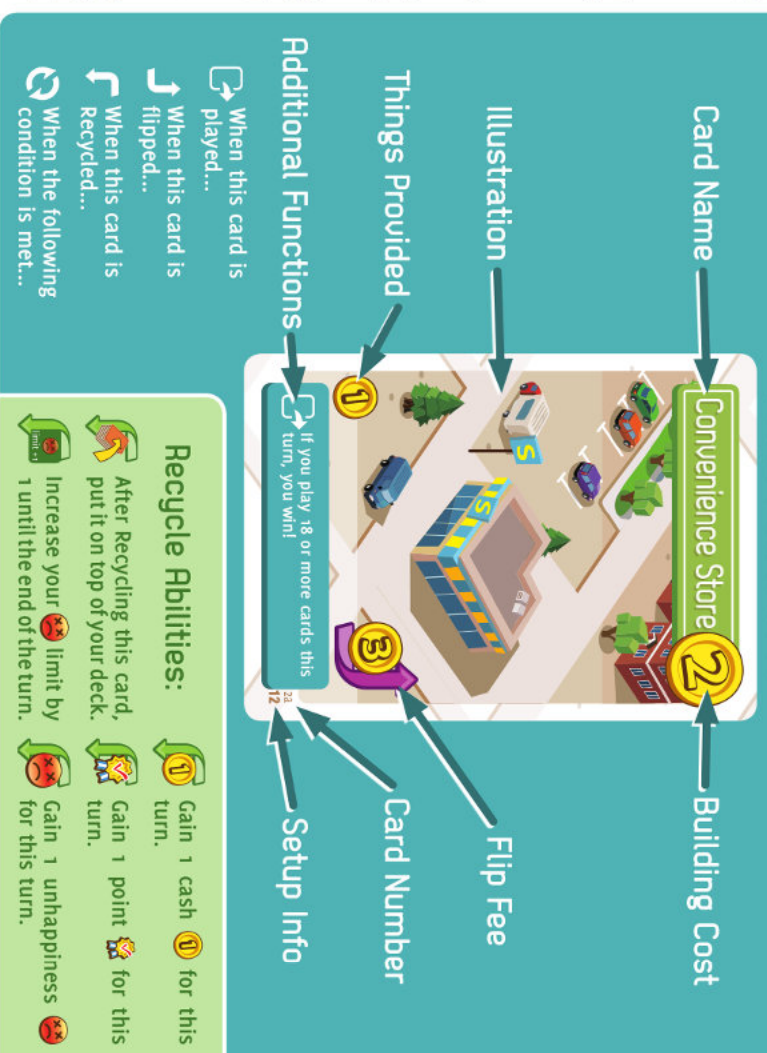 Card Name
Building Cost
Convenience Store
2
Illustration
S
S
Flip Fee
3
Things Provided
1
Card Number
Additional Functions
If you play 18 or more cards this
turn, you win!
2a
12
Setup Info
When this card is
played...
When this card is
flipped...
When this card is
Recycled...
When the following
condition is met...
Recycle Abilities:
After Recycling this card,
put it on top of your deck.
limit +1
Increase your limit by
1 until the end of the turn.
1
Gain 1 cash 1 for this
turn.
Gain 1 point for this
turn.
Gain 1 unhappiness
for this turn.